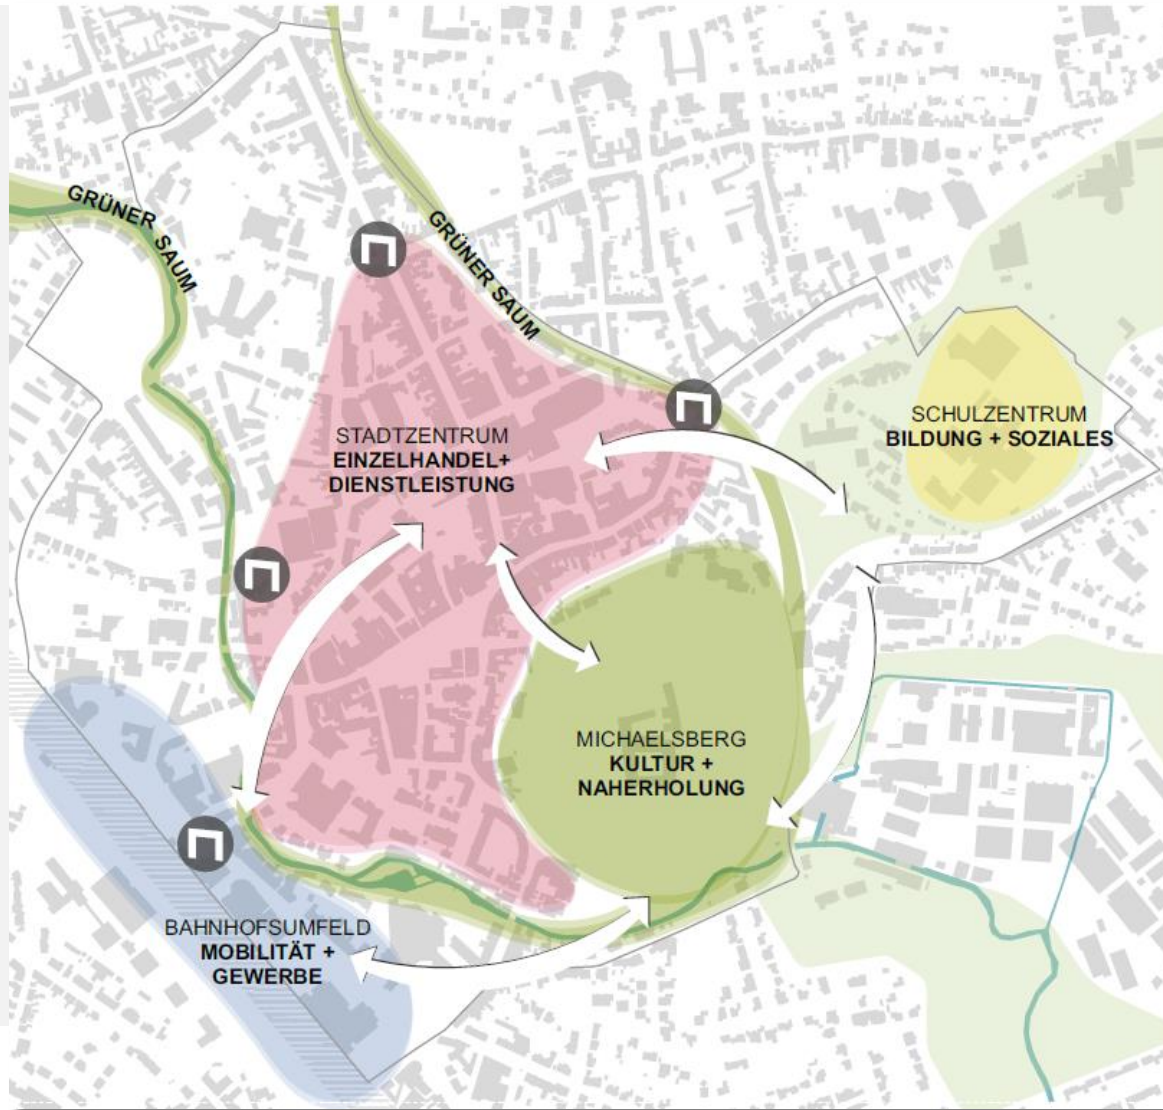 GRÜNER SAUM
GRÜNER SAUM
STADTZENTRUM
EINZELHANDEL+
DIENSTLEISTUNG
SCHULZENTRUM
BILDUNG + SOZIALES
MICHAELSBERG
KULTUR +
NAHERHOLUNG
BAHNHOFSUMFELD
MOBILITÄT +
GEWERBE